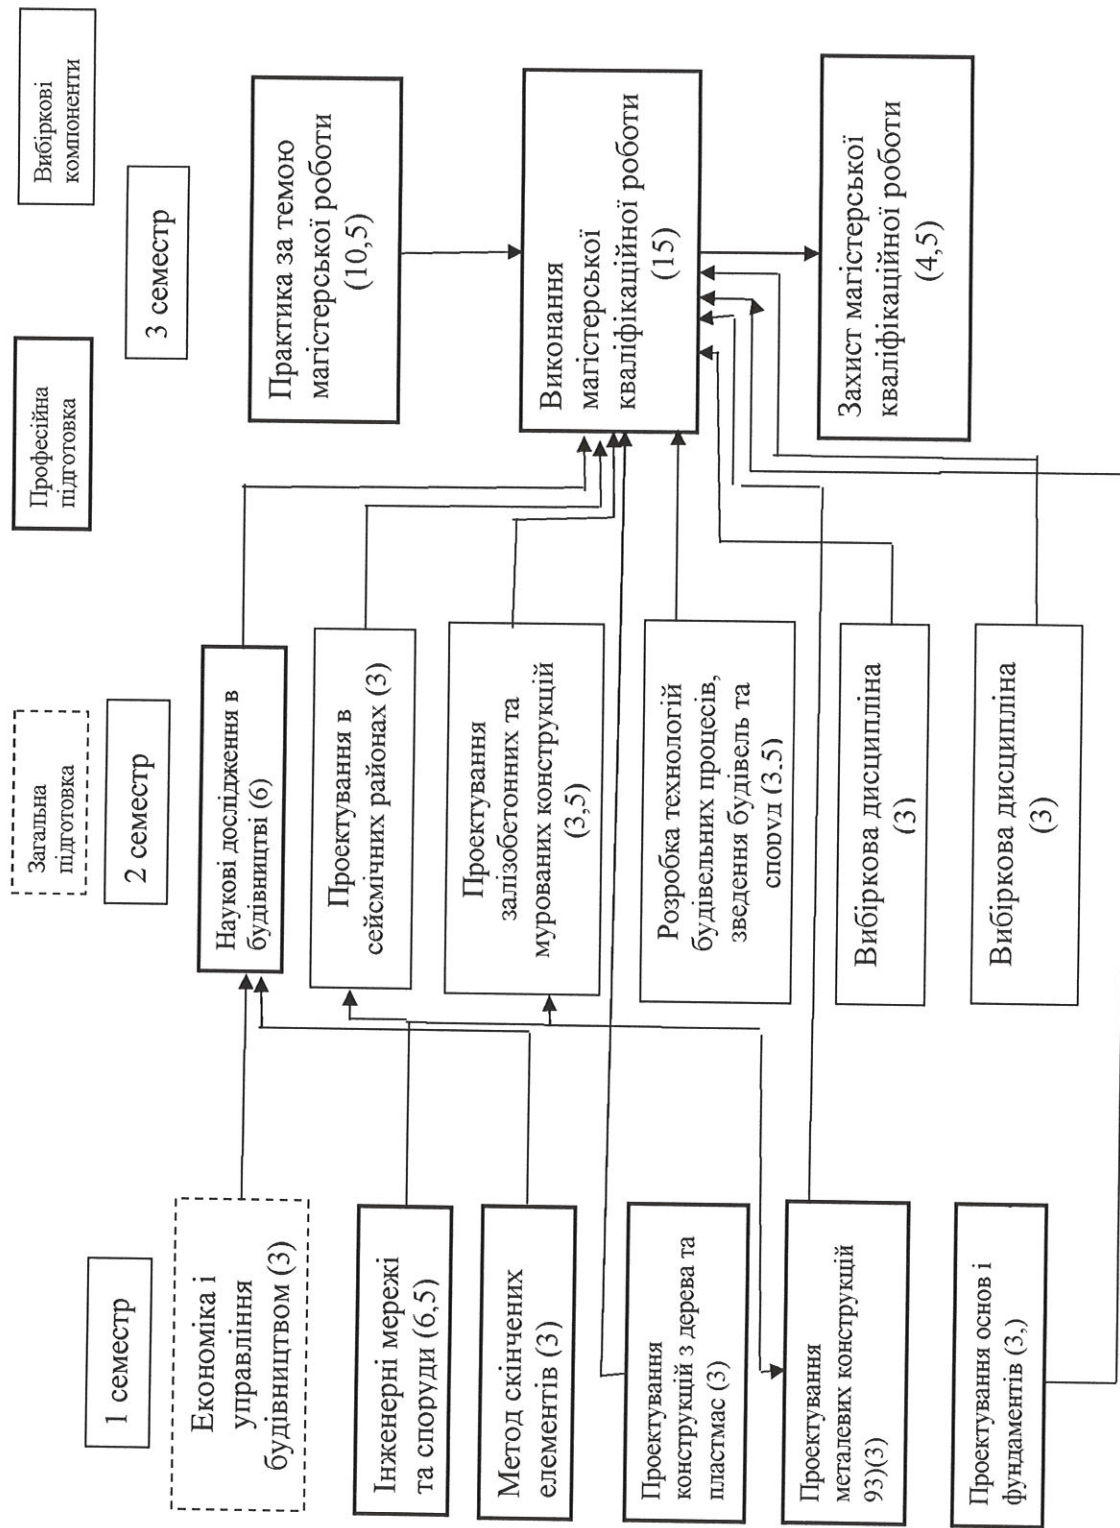 Загальна
підготовка
Професійна
підготовка
Вибіркові
компоненти
1 семестр
2 семестр
3 семестр
Економіка і
управління
будівництвом (3)
Інженерні мережі
та споруди (6,5)
Метод скінчених
елементів (3)
Проектування
конструкцій з дерева та
пластмас (3)
Проектування
металевих конструкцій
93)(3)
Проектування основ і
фундаментів (3,)
Наукові дослідження в
будівництві (6)
Проектування в
сейсмічних районах (3)
Проектування
залізобетонних та
мурованих конструкцій
(3,5)
Розробка технологій
будівельних процесів,
зведення будівель та
споруд (3,5)
Вибіркова дисципліна
(3)
Вибіркова дисципліна
(3)
Практика за темою
магістерської роботи
(10,5)
Виконання
магістерської
кваліфікаційної роботи
(15)
Захист магістерської
кваліфікаційної роботи
(4,5)